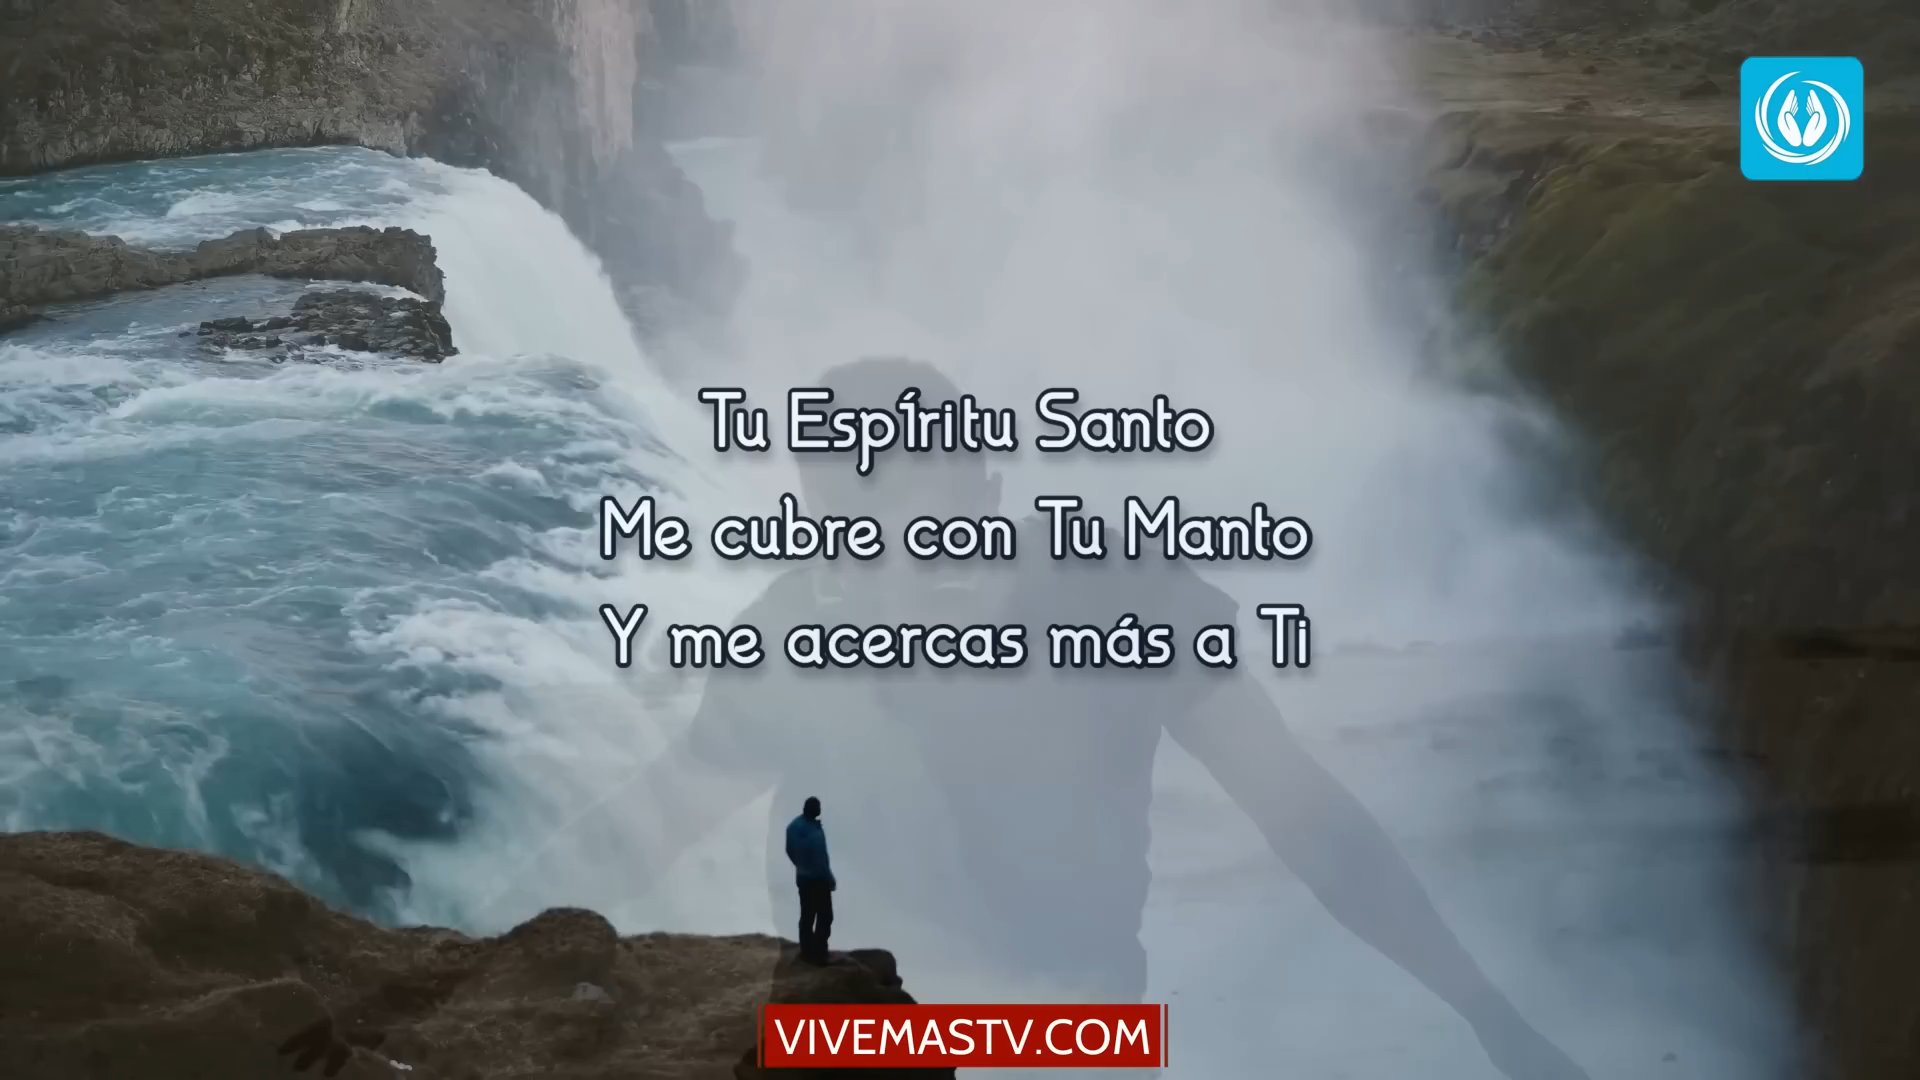 Tu Espíritu Santo
Me cubre con Tu Manto
Y me acercas más a Ti
VIVEMASTV.COM